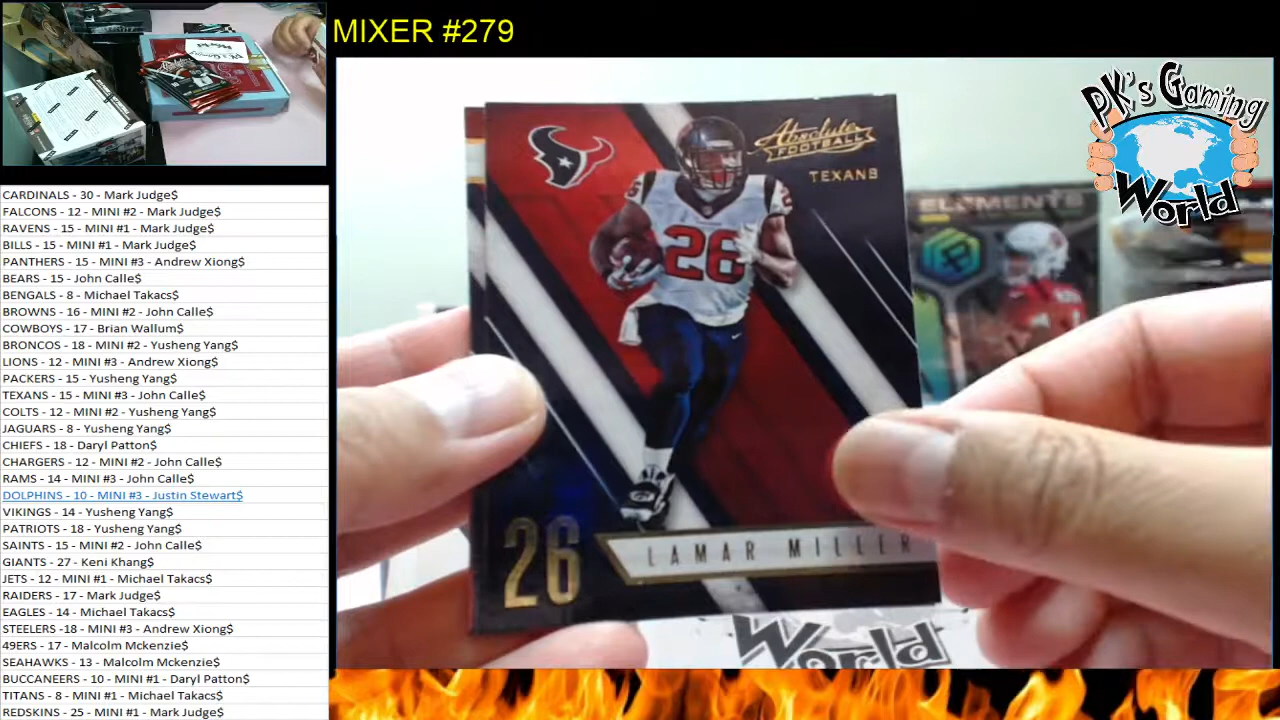 MIXER #279
PK's Gaming
World
CARDINALS - 30 - Mark Judge$
FALCONS - 12 - MINI #2 - Mark Judge$
RAVENS - 15 - MINI #1 - Mark Judge$
BILLS - 15 - MINI #1 - Mark Judge$
PANTHERS - 15 - MINI #3 - Andrew Xiong$
BEARS - 15 - John Calle$
BENGALS - 8 - Michael Takacs$
BROWNS - 16 - MINI #2 - John Calle$
COWBOYS - 17 - Brian Wallum$
BRONCOS - 18 - MINI #2 - Yusheng Yang$
LIONS - 12 - MINI #3 - Andrew Xiong$
PACKERS - 15 - Yusheng Yang$
TEXANS - 15 - MINI #3 - John Calle$
COLTS - 12 - MINI #2 - Yusheng Yang$
JAGUARS - 8 - Yusheng Yang$
CHIEFS - 18 - Daryl Patton$
CHARGERS - 12 - MINI #2 - John Calle$
RAMS - 14 - MINI #3 - John Calle$
DOLPHINS - 10 - MINI #3 - Justin Stewart$
VIKINGS - 14 - Yusheng Yang$
PATRIOTS - 18 - Yusheng Yang$
SAINTS - 15 - MINI #2 - John Calle$
GIANTS - 27 - Keni Khang$
JETS - 12 - MINI #1 - Michael Takacs$
RAIDERS - 17 - Mark Judge$
EAGLES - 14 - Michael Takacs$
STEELERS -18 - MINI #3 - Andrew Xiong$
49ERS - 17 - Malcolm Mckenzie$
SEAHAWKS - 13 - Malcolm Mckenzie$
BUCCANEERS - 10 - MINI #1 - Daryl Patton$
TITANS - 8 - MINI #1 - Michael Takacs$
REDSKINS - 25 - MINI #1 - Mark Judge$
Absolute
FOOTBALL
TEXANS
26
26
LAMAR MILLER
ELEMENTS
World